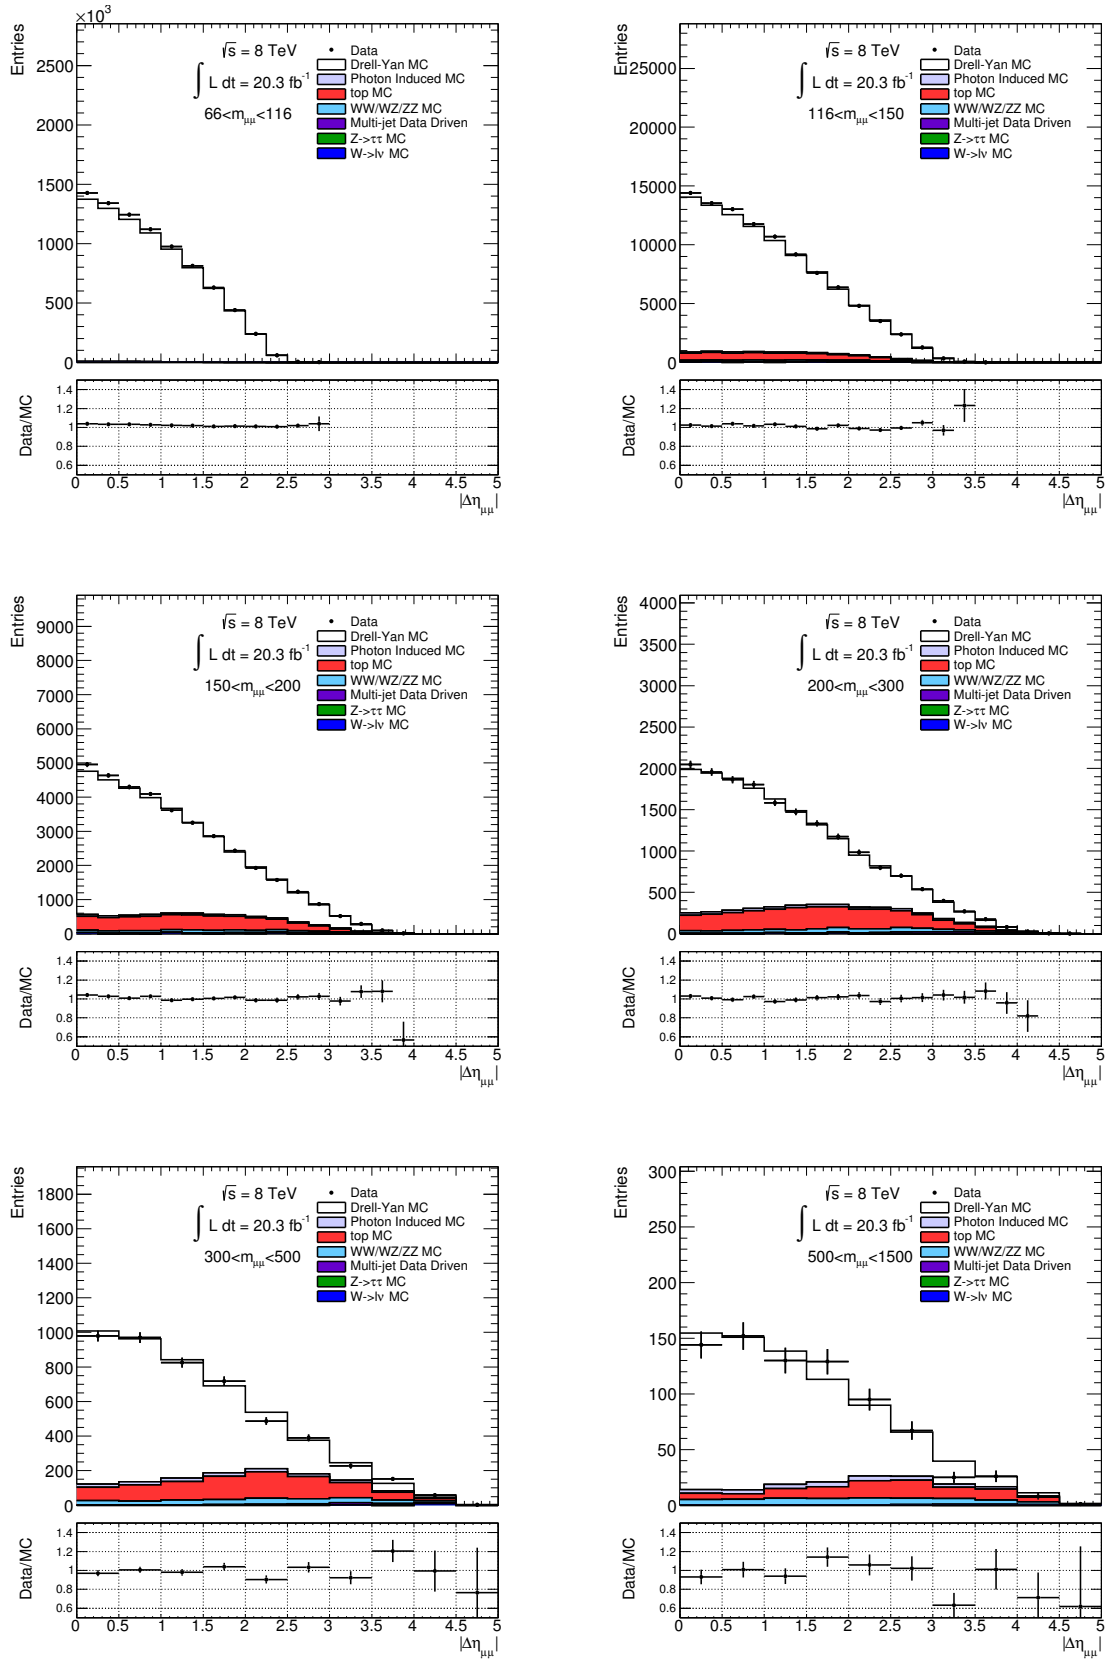 ×10³
Entries
2500
2000
1500
1000
500
0
√s = 8 TeV
∫ L dt = 20.3 fb⁻¹
66<m_μμ<116
Data
Drell-Yan MC
Photon Induced MC
top MC
WW/WZ/ZZ MC
Multi-jet Data Driven
Z->ττ MC
W->lν MC
Data/MC
1.4
1.2
1
0.8
0.6
0 0.5 1 1.5 2 2.5 3 3.5 4 4.5 5
|Δη_μμ|
Entries
25000
20000
15000
10000
5000
0
√s = 8 TeV
∫ L dt = 20.3 fb⁻¹
116<m_μμ<150
Data
Drell-Yan MC
Photon Induced MC
top MC
WW/WZ/ZZ MC
Multi-jet Data Driven
Z->ττ MC
W->lν MC
Data/MC
1.4
1.2
1
0.8
0.6
0 0.5 1 1.5 2 2.5 3 3.5 4 4.5 5
|Δη_μμ|
Entries
9000
8000
7000
6000
5000
4000
3000
2000
1000
0
√s = 8 TeV
∫ L dt = 20.3 fb⁻¹
150<m_μμ<200
Data
Drell-Yan MC
Photon Induced MC
top MC
WW/WZ/ZZ MC
Multi-jet Data Driven
Z->ττ MC
W->lν MC
Data/MC
1.4
1.2
1
0.8
0.6
0 0.5 1 1.5 2 2.5 3 3.5 4 4.5 5
|Δη_μμ|
Entries
4000
3500
3000
2500
2000
1500
1000
500
0
√s = 8 TeV
∫ L dt = 20.3 fb⁻¹
200<m_μμ<300
Data
Drell-Yan MC
Photon Induced MC
top MC
WW/WZ/ZZ MC
Multi-jet Data Driven
Z->ττ MC
W->lν MC
Data/MC
1.4
1.2
1
0.8
0.6
0 0.5 1 1.5 2 2.5 3 3.5 4 4.5 5
|Δη_μμ|
Entries
1800
1600
1400
1200
1000
800
600
400
200
0
√s = 8 TeV
∫ L dt = 20.3 fb⁻¹
300<m_μμ<500
Data
Drell-Yan MC
Photon Induced MC
top MC
WW/WZ/ZZ MC
Multi-jet Data Driven
Z->ττ MC
W->lν MC
Data/MC
1.4
1.2
1
0.8
0.6
0 0.5 1 1.5 2 2.5 3 3.5 4 4.5 5
|Δη_μμ|
Entries
300
250
200
150
100
50
0
√s = 8 TeV
∫ L dt = 20.3 fb⁻¹
500<m_μμ<1500
Data
Drell-Yan MC
Photon Induced MC
top MC
WW/WZ/ZZ MC
Multi-jet Data Driven
Z->ττ MC
W->lν MC
Data/MC
1.4
1.2
1
0.8
0.6
0 0.5 1 1.5 2 2.5 3 3.5 4 4.5 5
|Δη_μμ|